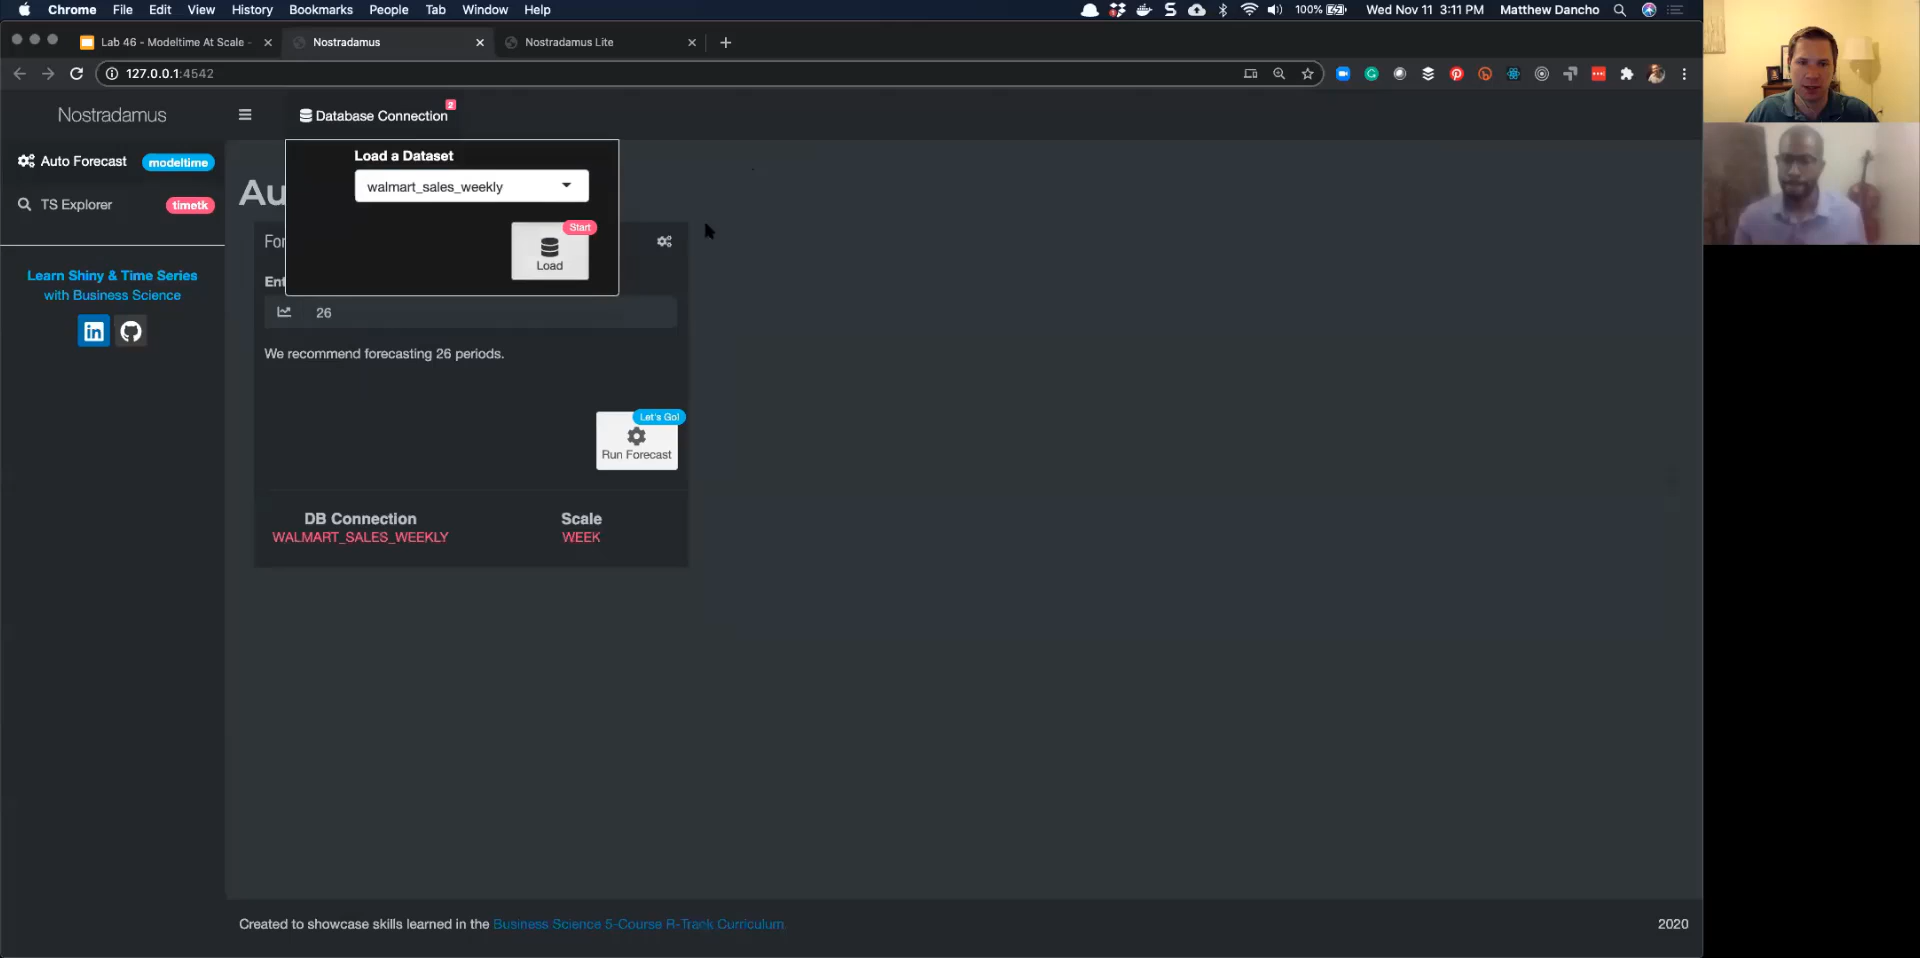 Chrome File Edit View History Bookmarks People Tab Window Help 100% Wed Nov 11 3:11 PM Matthew Dancho
Lab 46 - Modeltime At Scale - Nostradamus Nostradamus Lite
127.0.0.1:4542
Nostradamus
Database Connection
2
Auto Forecast modeltime
TS Explorer timetk
Learn Shiny & Time Series
with Business Science
Load a Dataset
walmart_sales_weekly
Start
Load
Au
For
Ent
26
We recommend forecasting 26 periods.
Let's Go!
Run Forecast
DB Connection Scale
WALMART_SALES_WEEKLY WEEK
Created to showcase skills learned in the Business Science 5-Course R-Track Curriculum. 2020